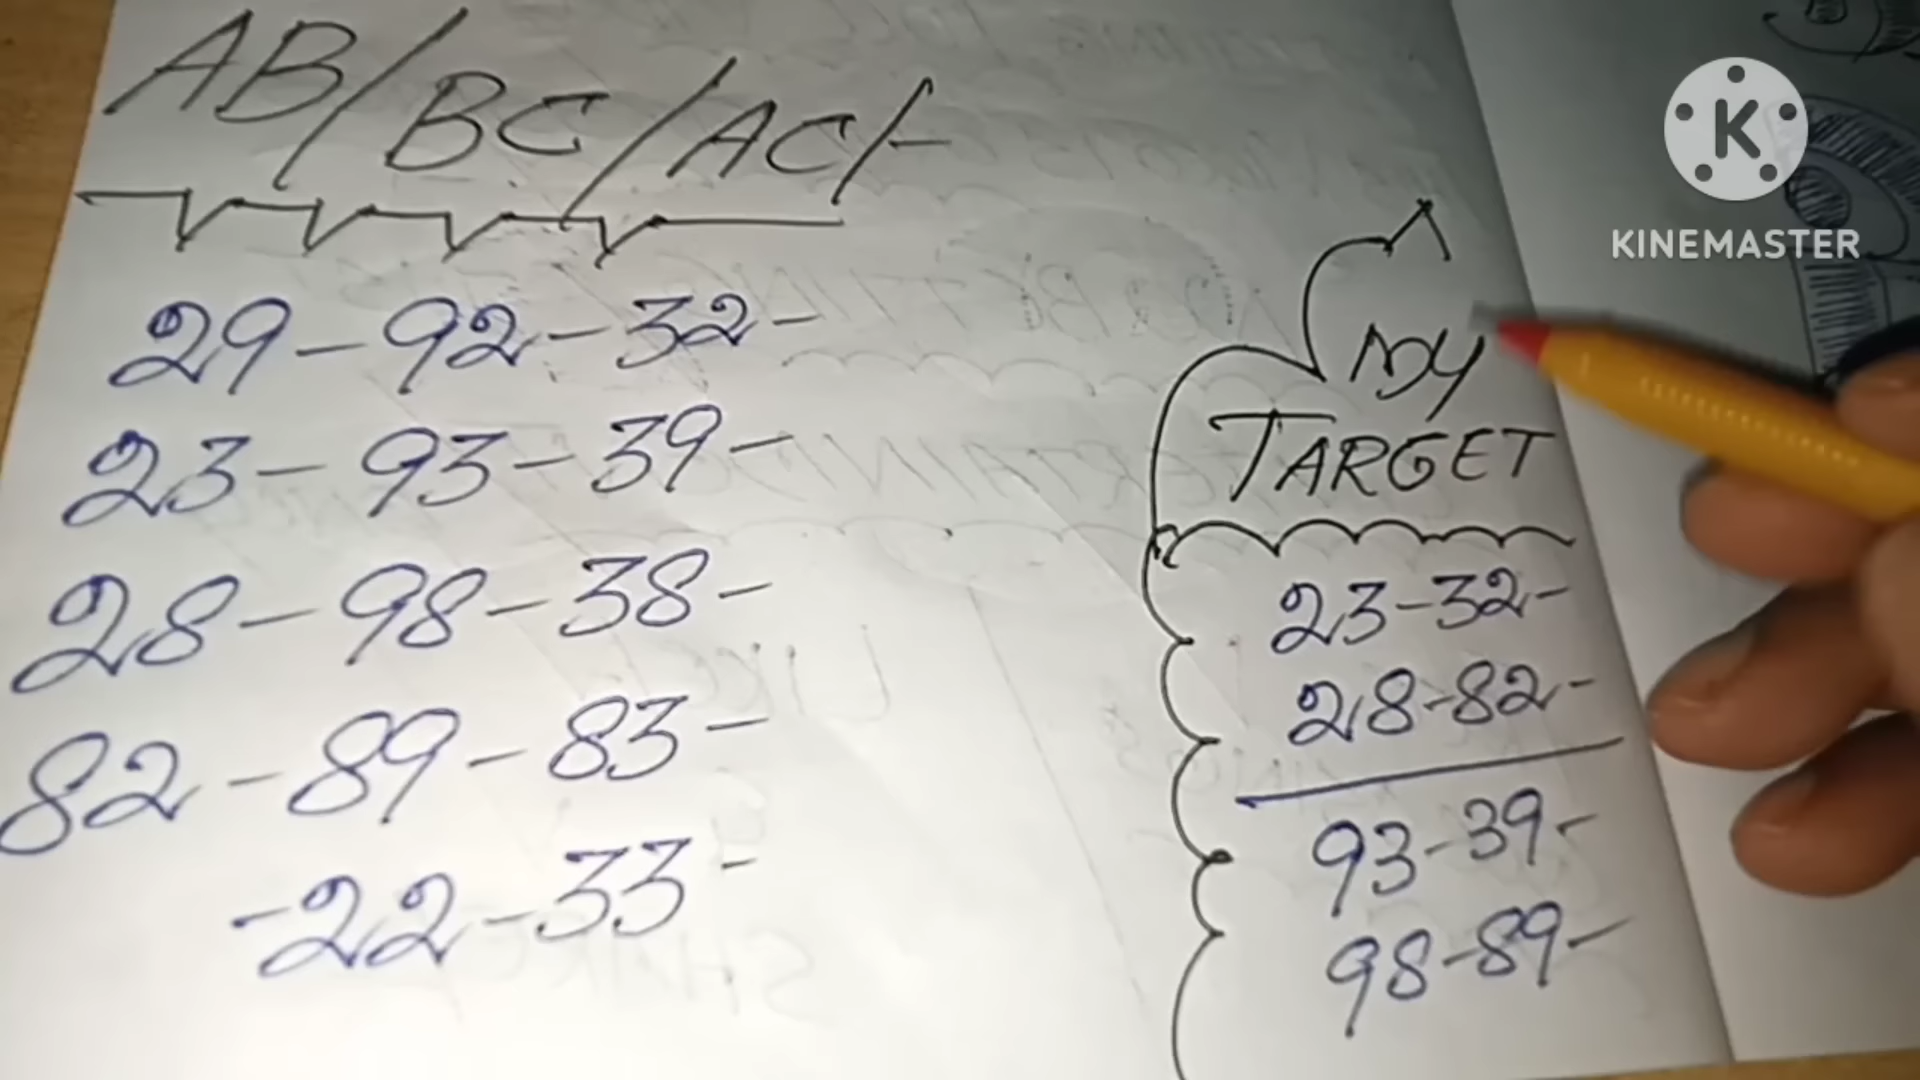 AB/BC/AC/-
29-92-32-
23-93-39-
28-98-38-
82-89-83-
-22-33-
MY
TARGET
23-32-
28-82-
93-39-
98-89-
K
KINEMASTER